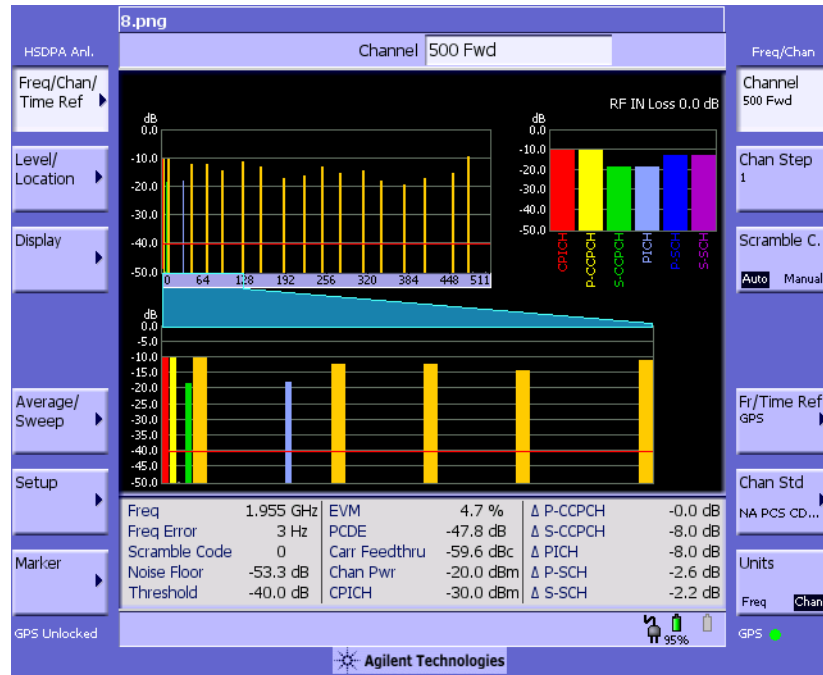 8.png
HSDPA Anl.
Channel 500 Fwd
Freq/Chan
Freq/Chan/
Time Ref
Level/
Location
Display
Average/
Sweep
Setup
Marker
GPS Unlocked
RF IN Loss 0.0 dB
dB
0.0
-10.0
-20.0
-30.0
-40.0
-50.0
0 64 128 192 256 320 384 448 511
dB
0.0
-10.0
-20.0
-30.0
-40.0
-50.0
CPICH
P-CCPCH
S-CCPCH
PICH
P-SCH
S-SCH
dB
0.0
-5.0
-10.0
-15.0
-20.0
-25.0
-30.0
-35.0
-40.0
-45.0
-50.0
Freq 1.955 GHz EVM 4.7 % Δ P-CCPCH -0.0 dB
Freq Error 3 Hz PCDE -47.8 dB Δ S-CCPCH -8.0 dB
Scramble Code 0 Carr Feedthru -59.6 dBc Δ PICH -8.0 dB
Noise Floor -53.3 dB Chan Pwr -20.0 dBm Δ P-SCH -2.6 dB
Threshold -40.0 dB CPICH -30.0 dBm Δ S-SCH -2.2 dB
95%
Agilent Technologies
Channel
500 Fwd
Chan Step
1
Scramble C.
Auto Manual
Fr/Time Ref
GPS
Chan Std
NA PCS CD...
Units
Freq Chan
GPS